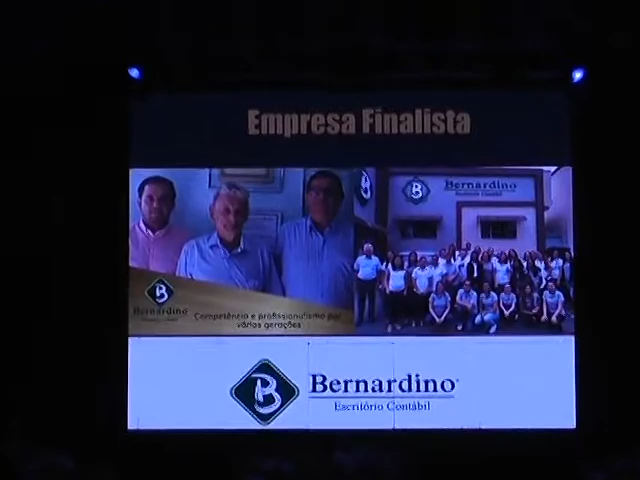 Empresa Finalista
Bernardino
Bernardino
Competência e profissionalismo por
várias gerações
Bernardino
Escritório Contábil